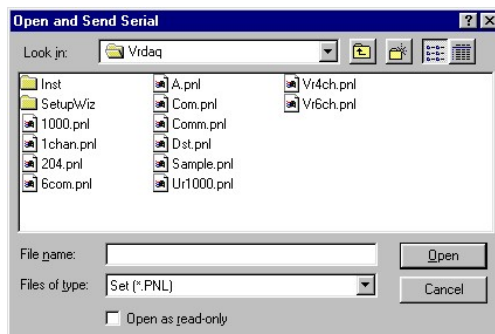 Open and Send Serial
Look in: Vrdaq
Inst A.pnl Vr4ch.pnl
SetupWiz Com.pnl Vr6ch.pnl
1000.pnl Comm.pnl
1chan.pnl Dst.pnl
204.pnl Sample.pnl
6com.pnl Ur1000.pnl
File name: Open
Files of type: Set (*.PNL) Cancel
Open as read-only